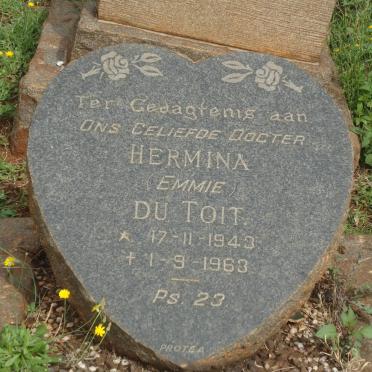 Ter Gedagtenis aan
Ons Geliefde Dogter
HERMINA
(EMMIE)
DU TOIT.
* 17-11-1943
† 1-9-1963
Ps. 23
PROTEA